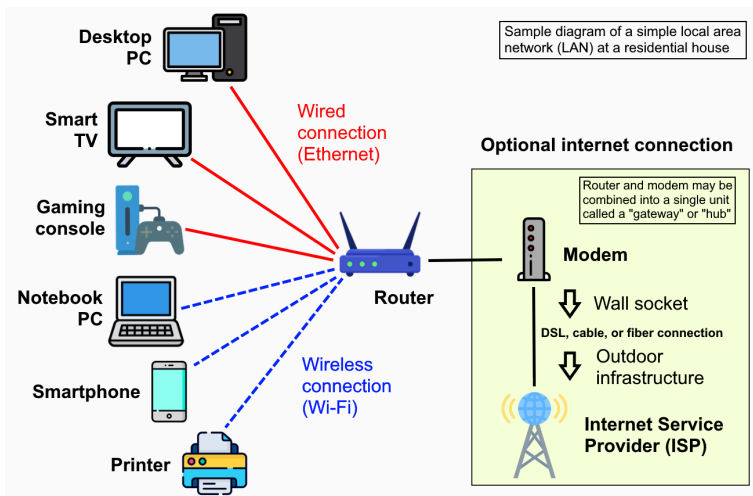 Desktop
PC
Sample diagram of a simple local area
network (LAN) at a residential house
Smart
TV
Wired
connection
(Ethernet)
Optional internet connection
Gaming
console
Router and modem may be
combined into a single unit
called a "gateway" or "hub"
Modem
Router
Notebook
PC
Wall socket
DSL, cable, or fiber connection
Outdoor
infrastructure
Smartphone
Wireless
connection
(Wi-Fi)
Internet Service
Provider (ISP)
Printer